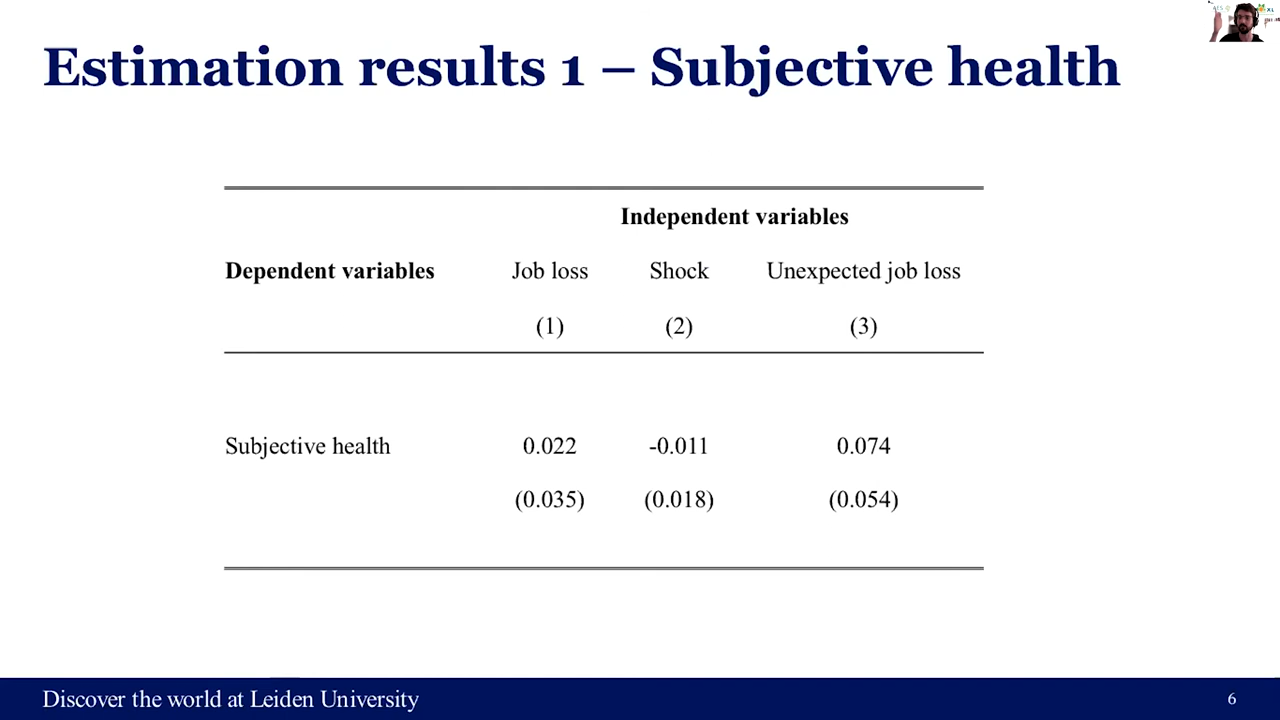 Estimation results 1 – Subjective health
Independent variables
Dependent variables Job loss Shock Unexpected job loss
(1) (2) (3)
Subjective health 0.022 -0.011 0.074
(0.035) (0.018) (0.054)
Discover the world at Leiden University 6